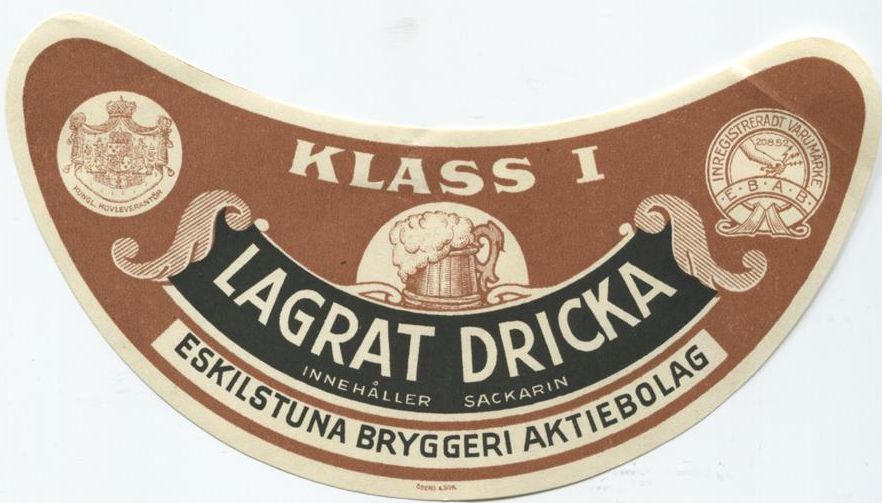 KLASS I
KUNGL. HOVLEVERANTÖR
INREGISTRERADT VARUMÄRKE
20852
E.B.A.B.
LAGRAT DRICKA
INNEHÅLLER SACKARIN
ESKILSTUNA BRYGGERI AKTIEBOLAG